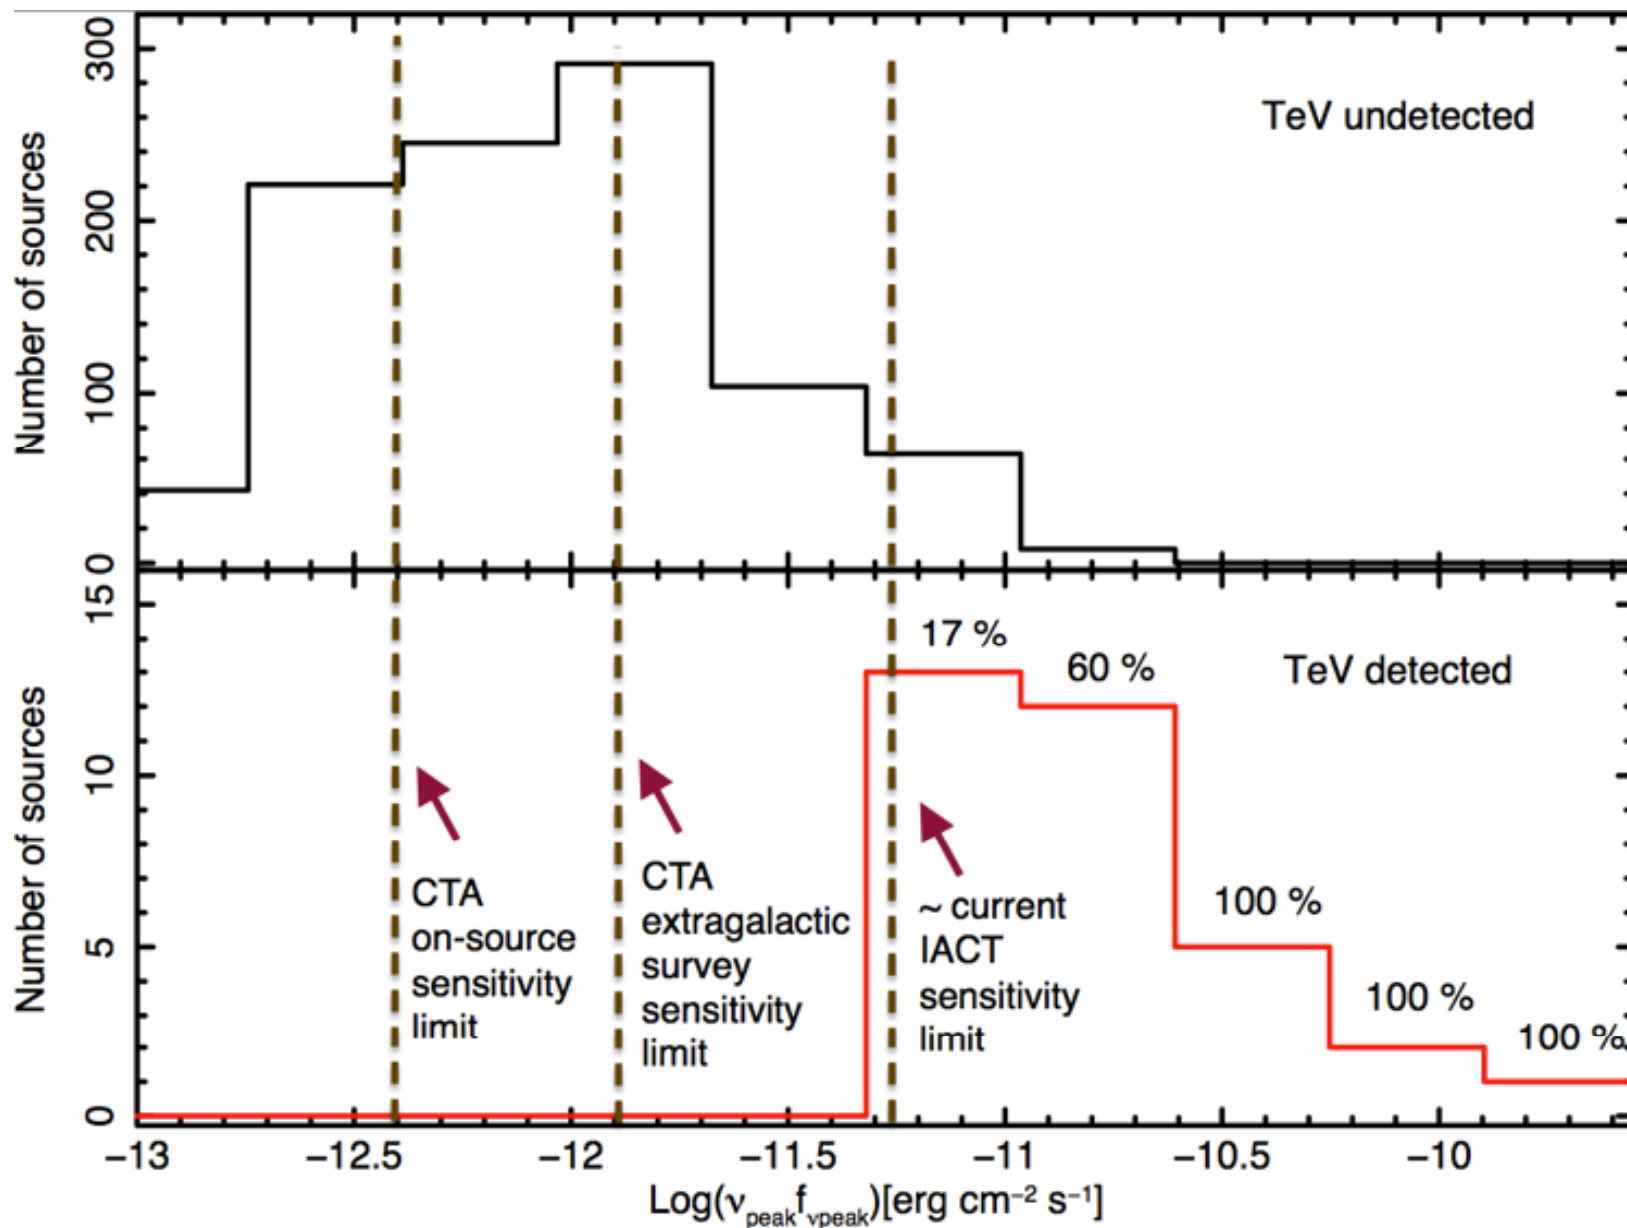 300
200
100
0
Number of sources
TeV undetected
15
10
5
0
Number of sources
17 %
60 %
TeV detected
100 %
100 %
100 %
CTA
on-source
sensitivity
limit
CTA
extragalactic
survey
sensitivity
limit
~ current
IACT
sensitivity
limit
−13 −12.5 −12 −11.5 −11 −10.5 −10
Log(νpeakfνpeak)[erg cm−2 s−1]